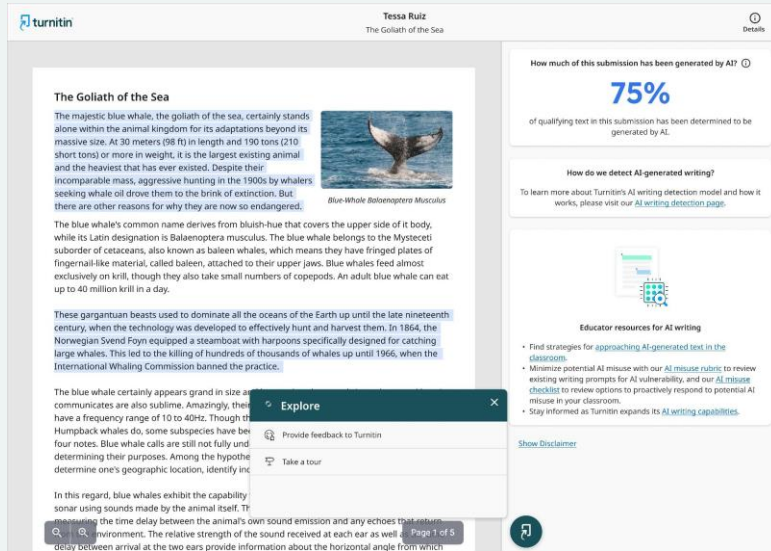 turnitin
Tessa Ruiz
The Goliath of the Sea
Details
The Goliath of the Sea
The majestic blue whale, the goliath of the sea, certainly stands
alone within the animal kingdom for its adaptations beyond its
massive size. At 30 meters (98 ft) in length and 190 tons (210
short tons) or more in weight, it is the largest existing animal
and the heaviest that has ever existed. Despite their
incomparable mass, aggressive hunting in the 1900s by whalers
seeking whale oil drove them to the brink of extinction. But
there are other reasons for why they are now so endangered.
Blue-Whale Balaenoptera Musculus
The blue whale's common name derives from bluish-hue that covers the upper side of it body,
while its Latin designation is Balaenoptera musculus. The blue whale belongs to the Mysteceti
suborder of cetaceans, also known as baleen whales, which means they have fringed plates of
fingernail-like material, called baleen, attached to their upper jaws. Blue whales feed almost
exclusively on krill, though they also take small numbers of copepods. An adult blue whale can eat
up to 40 million krill in a day.
These gargantuan beasts used to dominate all the oceans of the Earth up until the late nineteenth
century, when the technology was developed to effectively hunt and harvest them. In 1864, the
Norwegian Svend Foyn equipped a steamboat with harpoons specifically designed for catching
large whales. This led to the killing of hundreds of thousands of whales up until 1966, when the
International Whaling Commission banned the practice.
The blue whale certainly appears grand in size
communicates are also sublime. Amazingly, their
have a frequency range of 10 to 40Hz. Though
Humpback whales do, some subspecies have
four notes. Blue whale calls are still not fully
determining their purposes. Among the
determine one's geographic location, identify
In this regard, blue whales exhibit the capability
sonar using sounds made by the animal itself.
measuring the time delay between the animal's own sound emission and any echoes that return
environment. The relative strength of the sound received at each ear as well
delay between arrival at the two ears provide information about the horizontal angle from which
Page 1 of 5
Explore
Provide feedback to Turnitin
Take a tour
How much of this submission has been generated by AI?
75%
of qualifying text in this submission has been determined to be
generated by AI.
How do we detect AI-generated writing?
To learn more about Turnitin's AI writing detection model and how it
works, please visit our AI writing detection page.
Educator resources for AI writing
• Find strategies for approaching AI-generated text in the
classroom.
• Minimize potential AI misuse with our AI misuse rubric to review
existing writing prompts for AI vulnerability, and our AI misuse
checklist to review options to proactively respond to potential AI
misuse in your classroom.
• Stay informed as Turnitin expands its AI writing capabilities.
Show Disclaimer